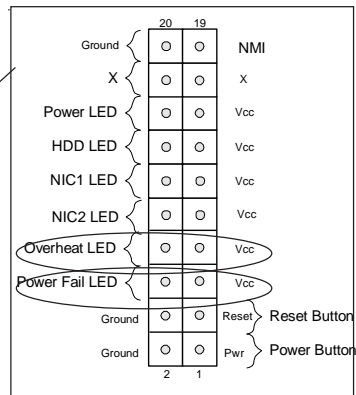 20 19
Ground NMI
X X
Power LED Vcc
HDD LED Vcc
NIC1 LED Vcc
NIC2 LED Vcc
Overheat LED Vcc
Power Fail LED Vcc
Ground Reset Reset Button
Ground Pwr Power Button
2 1